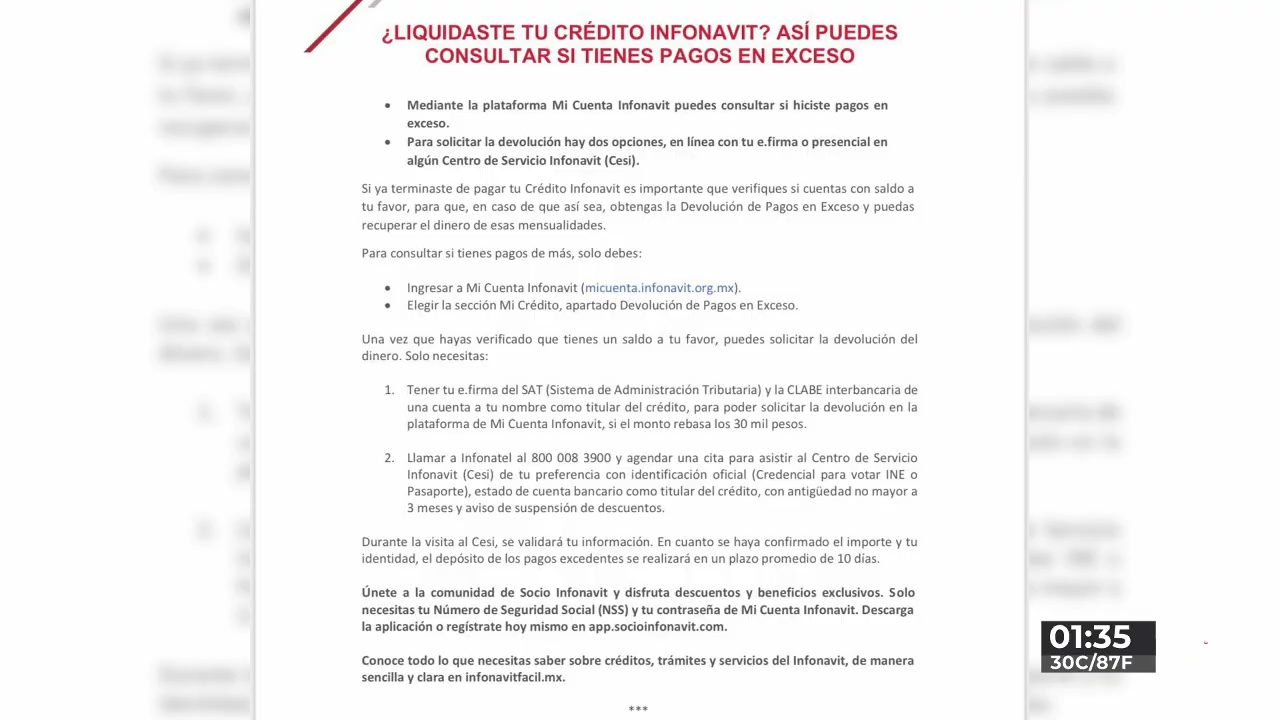 ¿LIQUIDASTE TU CRÉDITO INFONAVIT? ASÍ PUEDES
CONSULTAR SI TIENES PAGOS EN EXCESO
• Mediante la plataforma Mi Cuenta Infonavit puedes consultar si hiciste pagos en
exceso.
• Para solicitar la devolución hay dos opciones, en línea con tu e.firma o presencial en
algún Centro de Servicio Infonavit (Cesi).
Si ya terminaste de pagar tu Crédito Infonavit es importante que verifiques si cuentas con saldo a
tu favor, para que, en caso de que así sea, obtengas la Devolución de Pagos en Exceso y puedas
recuperar el dinero de esas mensualidades.
Para consultar si tienes pagos de más, solo debes:
• Ingresar a Mi Cuenta Infonavit (micuenta.infonavit.org.mx).
• Elegir la sección Mi Crédito, apartado Devolución de Pagos en Exceso.
Una vez que hayas verificado que tienes un saldo a tu favor, puedes solicitar la devolución del
dinero. Solo necesitas:
1. Tener tu e.firma del SAT (Sistema de Administración Tributaria) y la CLABE interbancaria de
una cuenta a tu nombre como titular del crédito, para poder solicitar la devolución en la
plataforma de Mi Cuenta Infonavit, si el monto rebasa los 30 mil pesos.
2. Llamar a Infonatel al 800 008 3900 y agendar una cita para asistir al Centro de Servicio
Infonavit (Cesi) de tu preferencia con identificación oficial (Credencial para votar INE o
Pasaporte), estado de cuenta bancario como titular del crédito, con antigüedad no mayor a
3 meses y aviso de suspensión de descuentos.
Durante la visita al Cesi, se validará tu información. En cuanto se haya confirmado el importe y tu
identidad, el depósito de los pagos excedentes se realizará en un plazo promedio de 10 días.
Únete a la comunidad de Socio Infonavit y disfruta descuentos y beneficios exclusivos. Solo
necesitas tu Número de Seguridad Social (NSS) y tu contraseña de Mi Cuenta Infonavit. Descarga
la aplicación o regístrate hoy mismo en app.socioinfonavit.com.
Conoce todo lo que necesitas saber sobre créditos, trámites y servicios del Infonavit, de manera
sencilla y clara en infonavitfacil.mx.
***
01:35
30C/87F